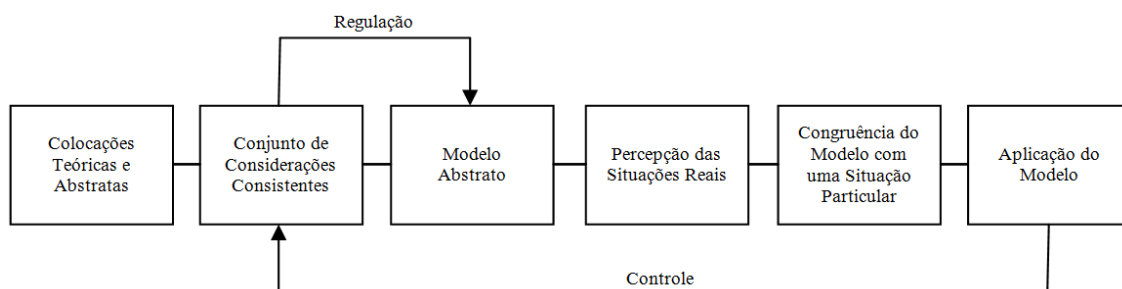 Regulação
Colocações
Teóricas e
Abstratas
Conjunto de
Considerações
Consistentes
Modelo
Abstrato
Percepção das
Situações Reais
Congruência do
Modelo com
uma Situação
Particular
Aplicação do
Modelo
Controle